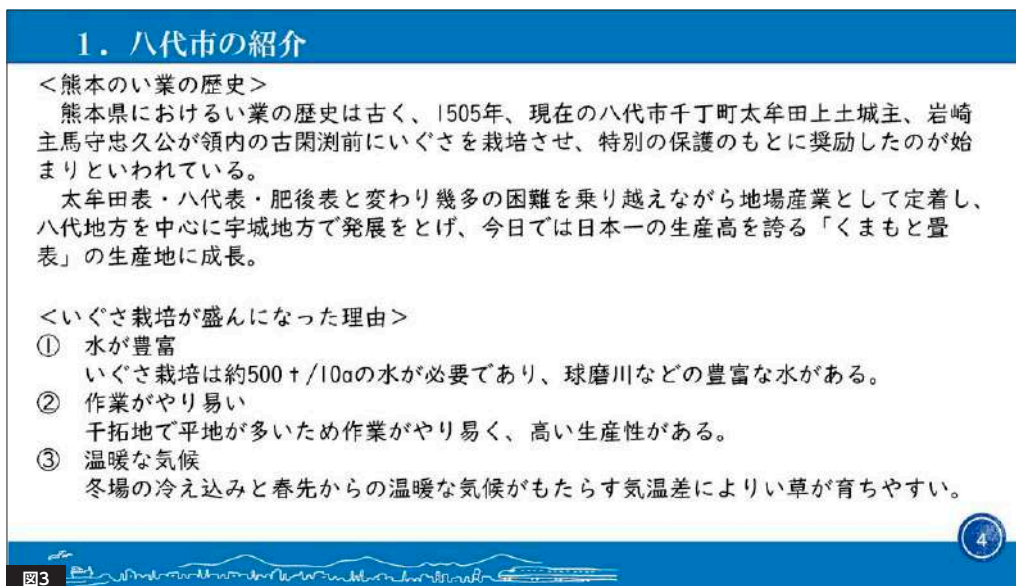 1．八代市の紹介
＜熊本のい業の歴史＞
　熊本県におけるい業の歴史は古く、1505年、現在の八代市千丁町太牟田上土城主、岩崎
主馬守忠久公が領内の古閑渕前にいぐさを栽培させ、特別の保護のもとに奨励したのが始
まりといわれている。
　太牟田表・八代表・肥後表と変わり幾多の困難を乗り越えながら地場産業として定着し、
八代地方を中心に宇城地方で発展をとげ、今日では日本一の生産高を誇る「くまもと畳
表」の生産地に成長。
＜いぐさ栽培が盛んになった理由＞
①　水が豊富
　　いぐさ栽培は約500ｔ/10aの水が必要であり、球磨川などの豊富な水がある。
②　作業がやり易い
　　干拓地で平地が多いため作業がやり易く、高い生産性がある。
③　温暖な気候
　　冬場の冷え込みと春先からの温暖な気候がもたらす気温差によりい草が育ちやすい。
4
図3